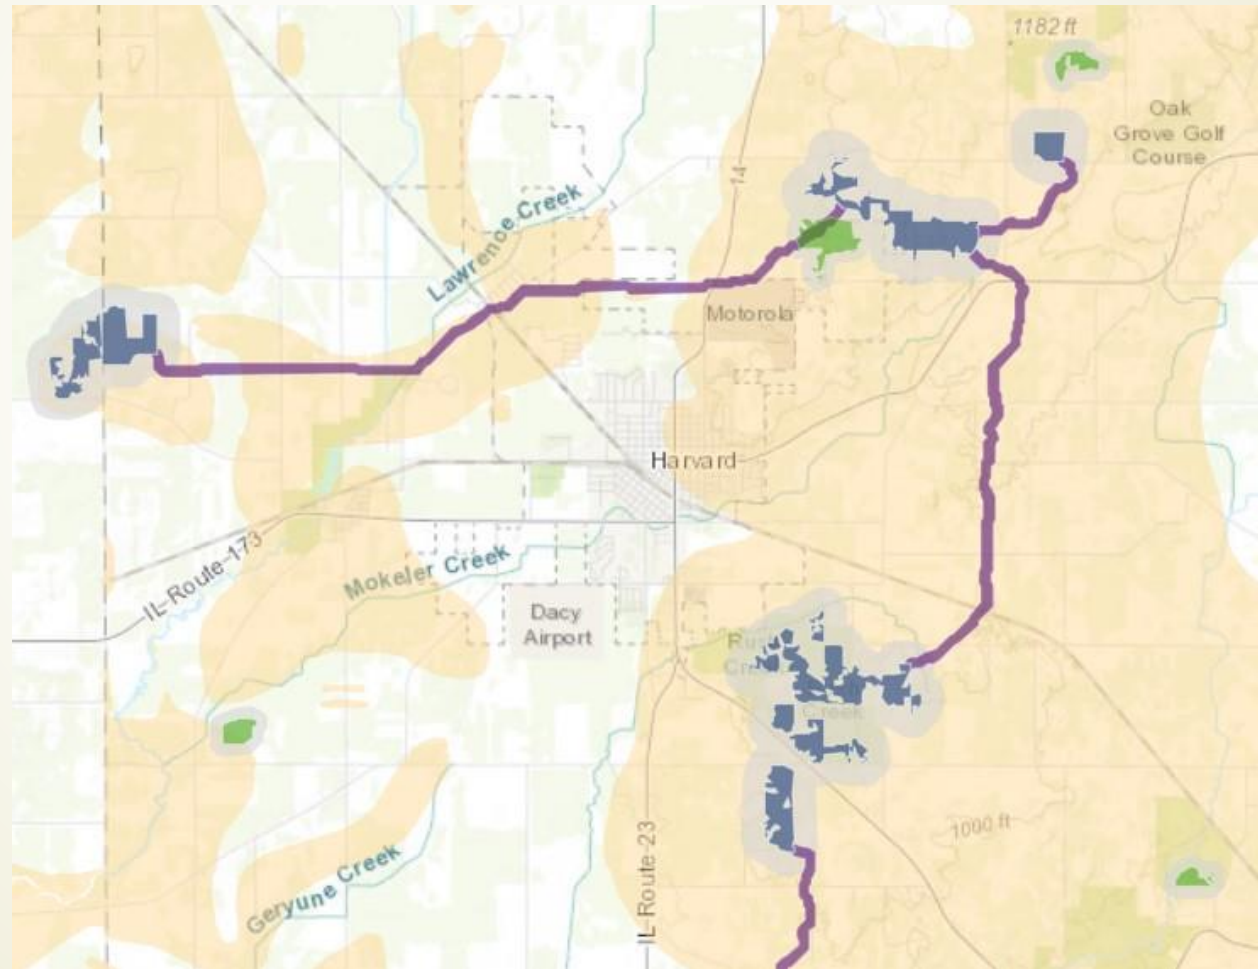 1182 ft
Oak
Grove Golf
Course
14
Lawrence Creek
Motorola
Harvard
IL-Route-173
Mokeler Creek
Dacy
Airport
Creek
1000 ft
IL-Route-23
Geryune Creek